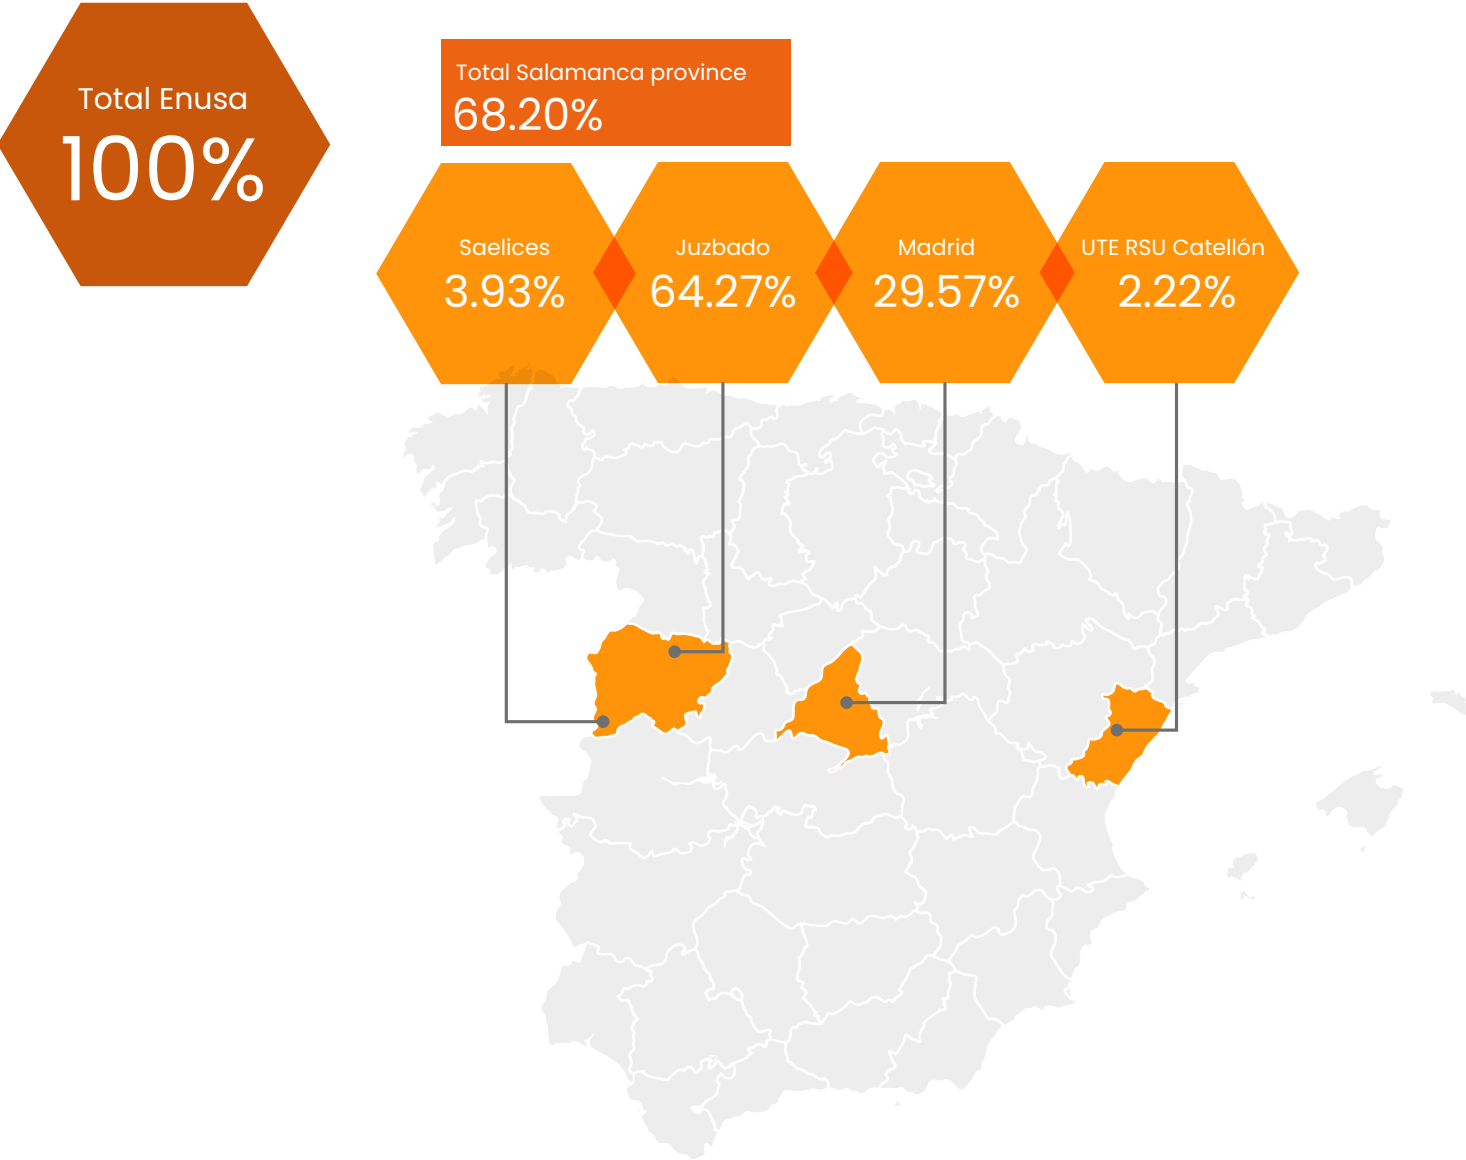 Total Enusa
100%
Total Salamanca province
68.20%
Saelices
3.93%
Juzbado
64.27%
Madrid
29.57%
UTE RSU Catellón
2.22%